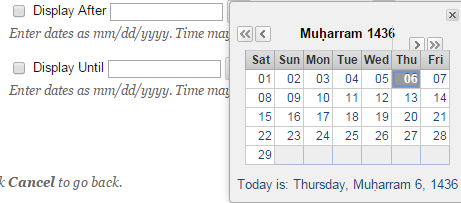 Display After
Enter dates as mm/dd/yyyy. Time may
Display Until
Enter dates as mm/dd/yyyy. Time may
Cancel to go back.
Muḥarram 1436
Sat Sun Mon Tue Wed Thu Fri
01 02 03 04 05 06 07
08 09 10 11 12 13 14
15 16 17 18 19 20 21
22 23 24 25 26 27 28
29
Today is: Thursday, Muḥarram 6, 1436